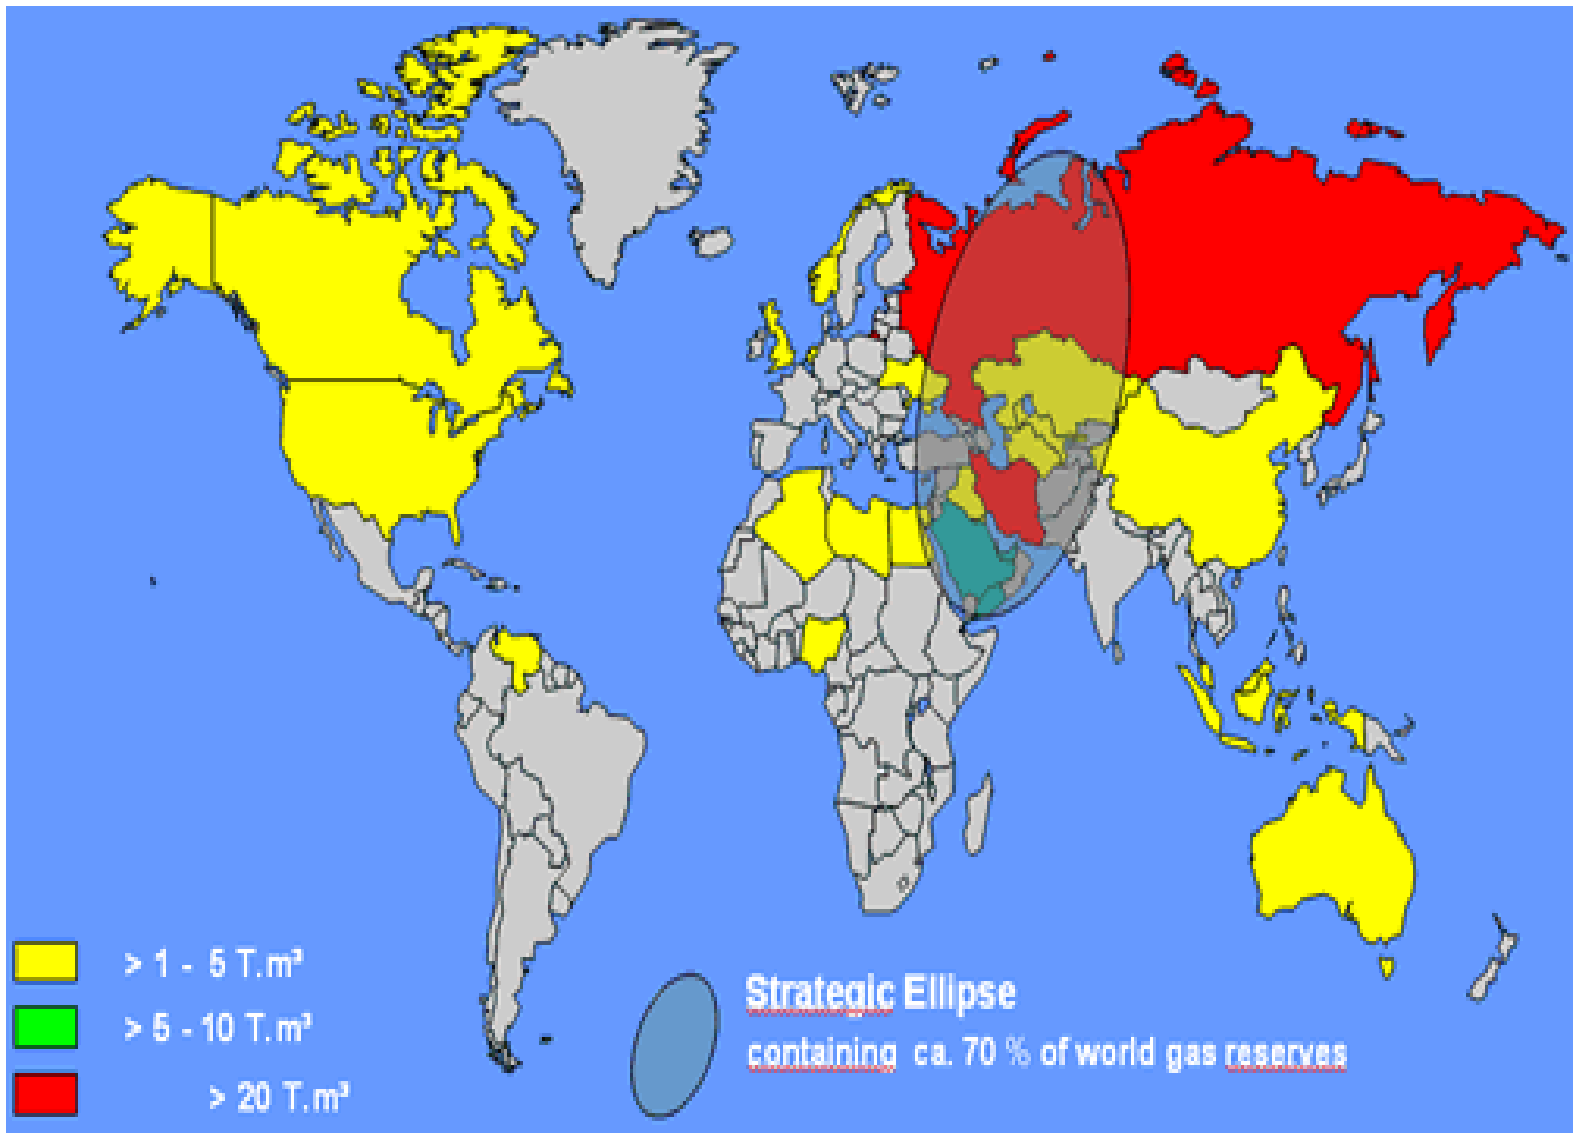 > 1 - 5 T.m³
> 5 - 10 T.m³
> 20 T.m³
Strategic Ellipse
containing ca. 70 % of world gas reserves